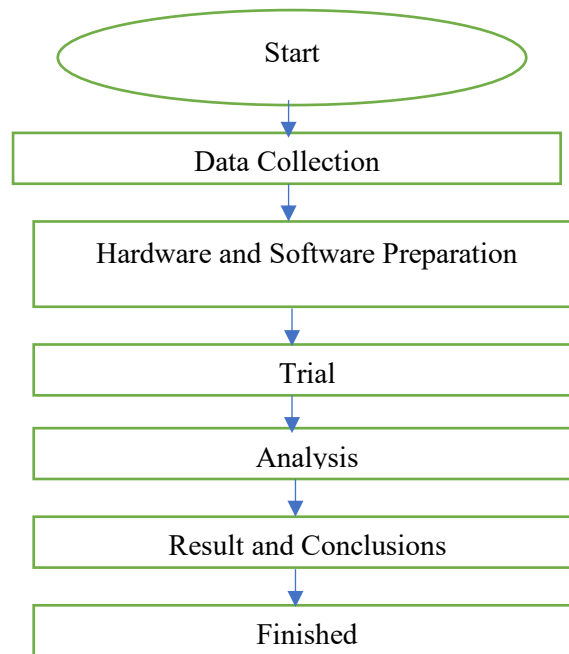 Start
Data Collection
Hardware and Software Preparation
Trial
Analysis
Result and Conclusions
Finished